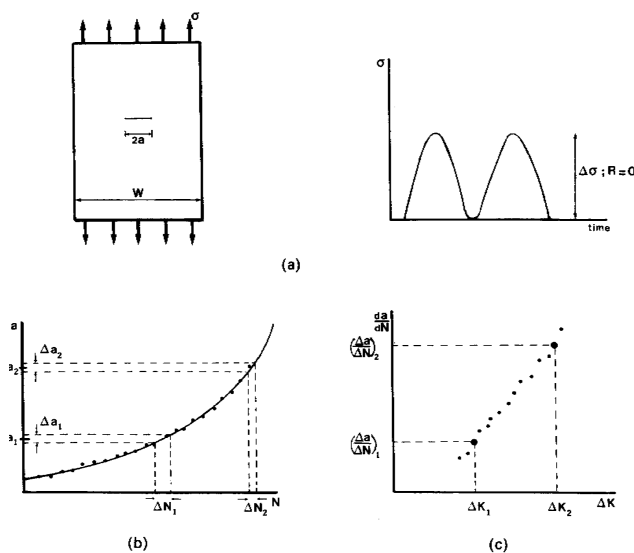 σ
2a
W
(a)
σ
Δσ ; R=0
time
a
Δa₂
a₂
Δa₁
a₁
ΔN₁
ΔN₂
N
(b)
da/dN
(Δa/ΔN)₂
(Δa/ΔN)₁
ΔK₁
ΔK₂
ΔK
(c)